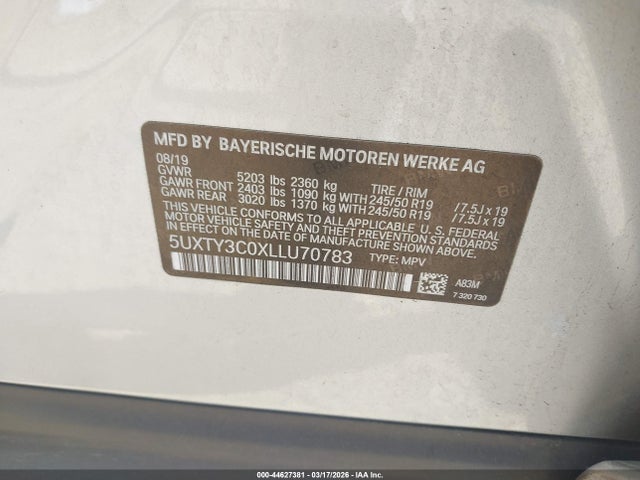 MFD BY BAYERISCHE MOTOREN WERKE AG
08/19
GVWR 5203 lbs 2360 kg TIRE / RIM
GAWR FRONT 2403 lbs 1090 kg with 245/50 R19 / 7.5J x 19
GAWR REAR 3020 lbs 1370 kg with 245/50 R19 / 7.5J x 19
THIS VEHICLE CONFORMS TO ALL APPLICABLE U. S. FEDERAL
MOTOR VEHICLE SAFETY AND THEFT PREVENTION STANDARDS
IN EFFECT ON THE DATE OF MANUFACTURE SHOWN ABOVE.
5UXTY3C0XLLU70783 TYPE: MPV
A83M
7 320 730
000-44627381 - 03/17/2026 - IAA Inc.